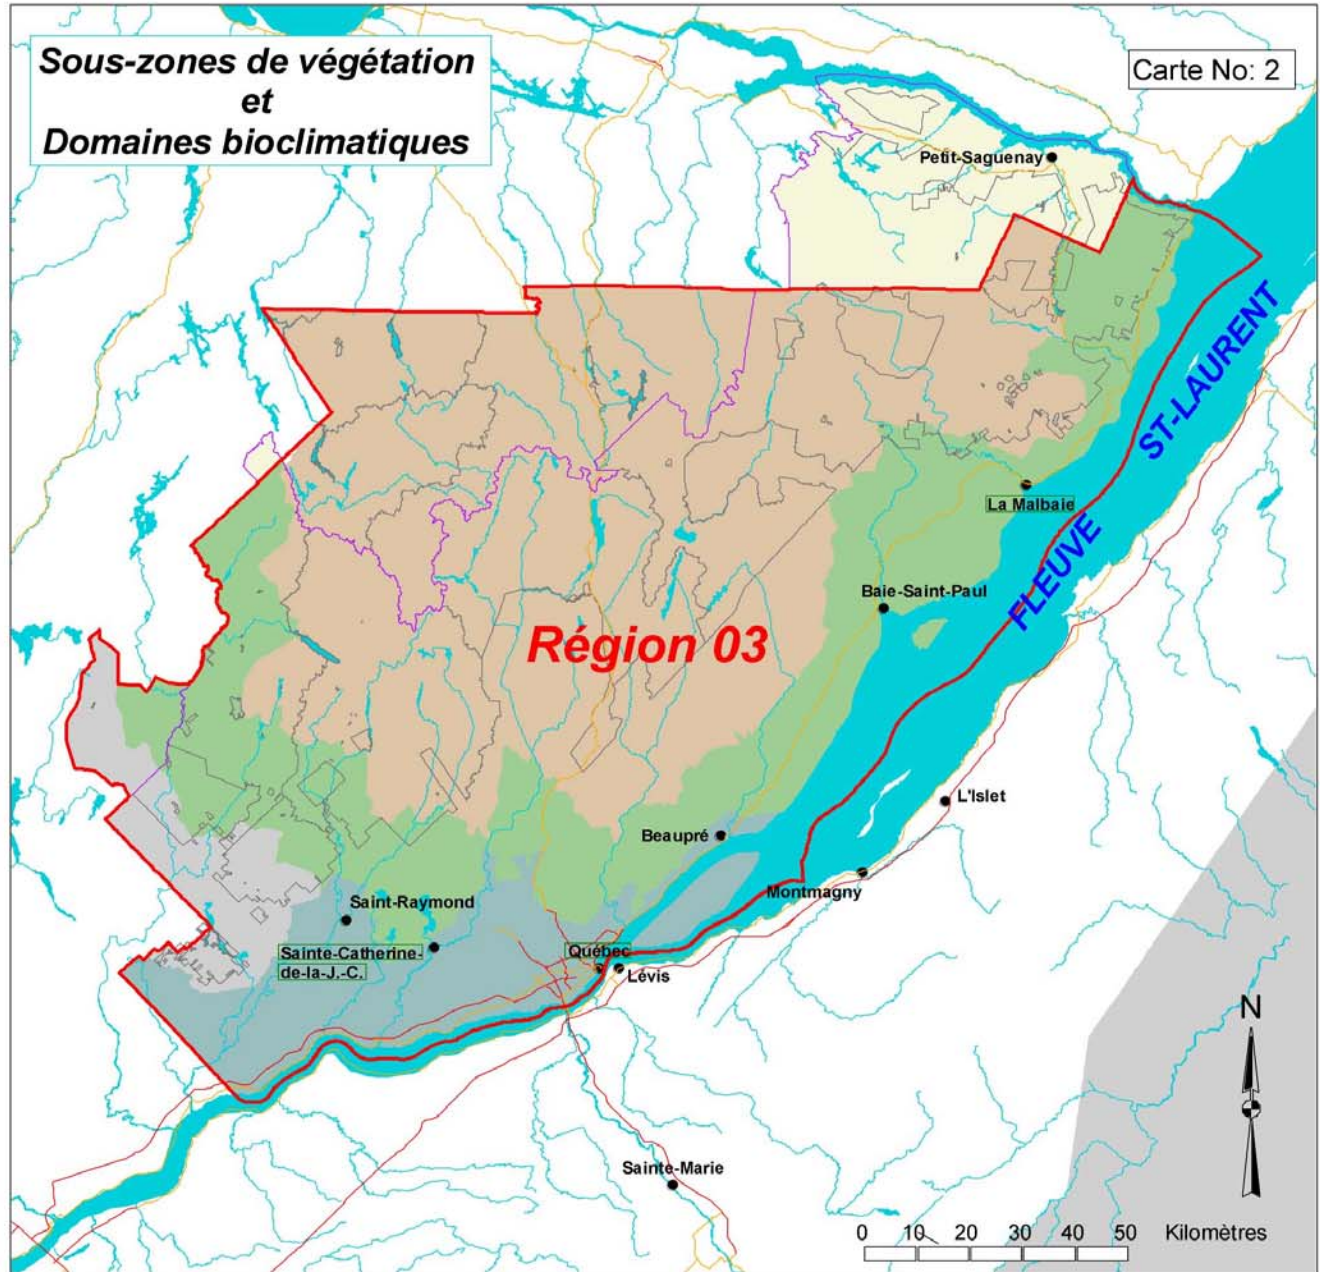 Sous-zones de végétation
et
Domaines bioclimatiques
Carte No: 2
Petit-Saguenay
FLEUVE ST-LAURENT
La Malbaie
Baie-Saint-Paul
Région 03
L'Islet
Beaupré
Montmagny
Saint-Raymond
Sainte-Catherine-
de-la-J.-C.
Québec
Lévis
N
Sainte-Marie
0 10 20 30 40 50 Kilomètres